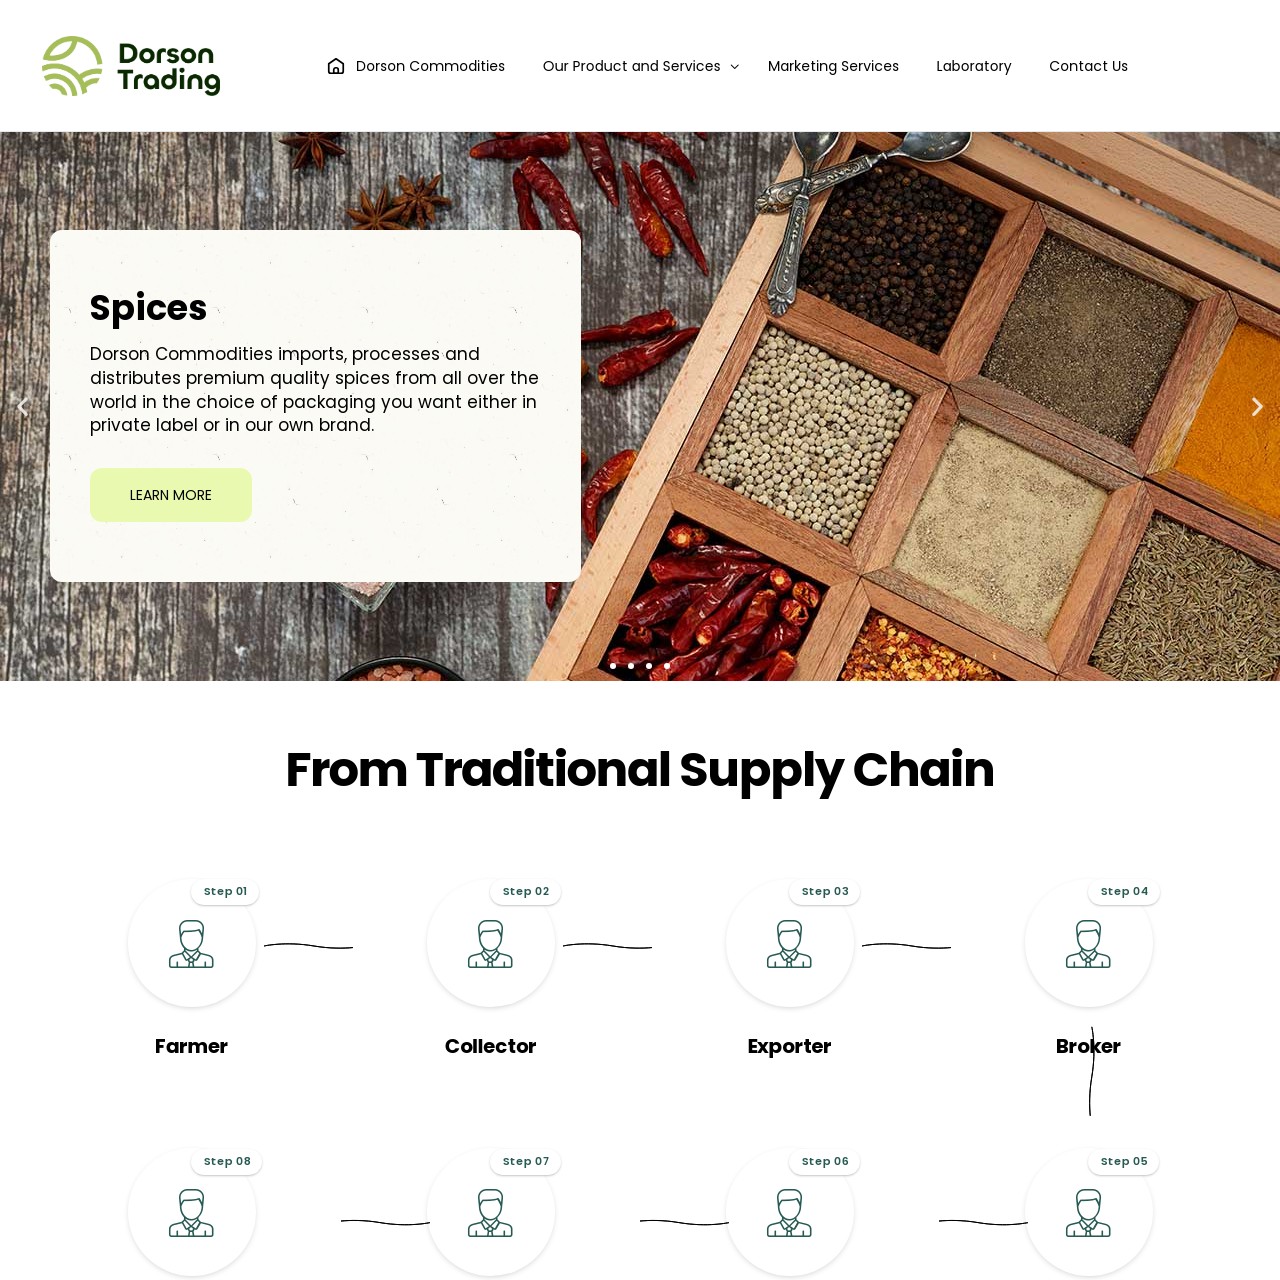 Dorson
Trading
Dorson Commodities
Our Product and Services
Marketing Services
Laboratory
Contact Us
Spices
Dorson Commodities imports, processes and
distributes premium quality spices from all over the
world in the choice of packaging you want either in
private label or in our own brand.
LEARN MORE
From Traditional Supply Chain
Step 01
Step 02
Step 03
Step 04
Farmer
Collector
Exporter
Broker
Step 08
Step 07
Step 06
Step 05